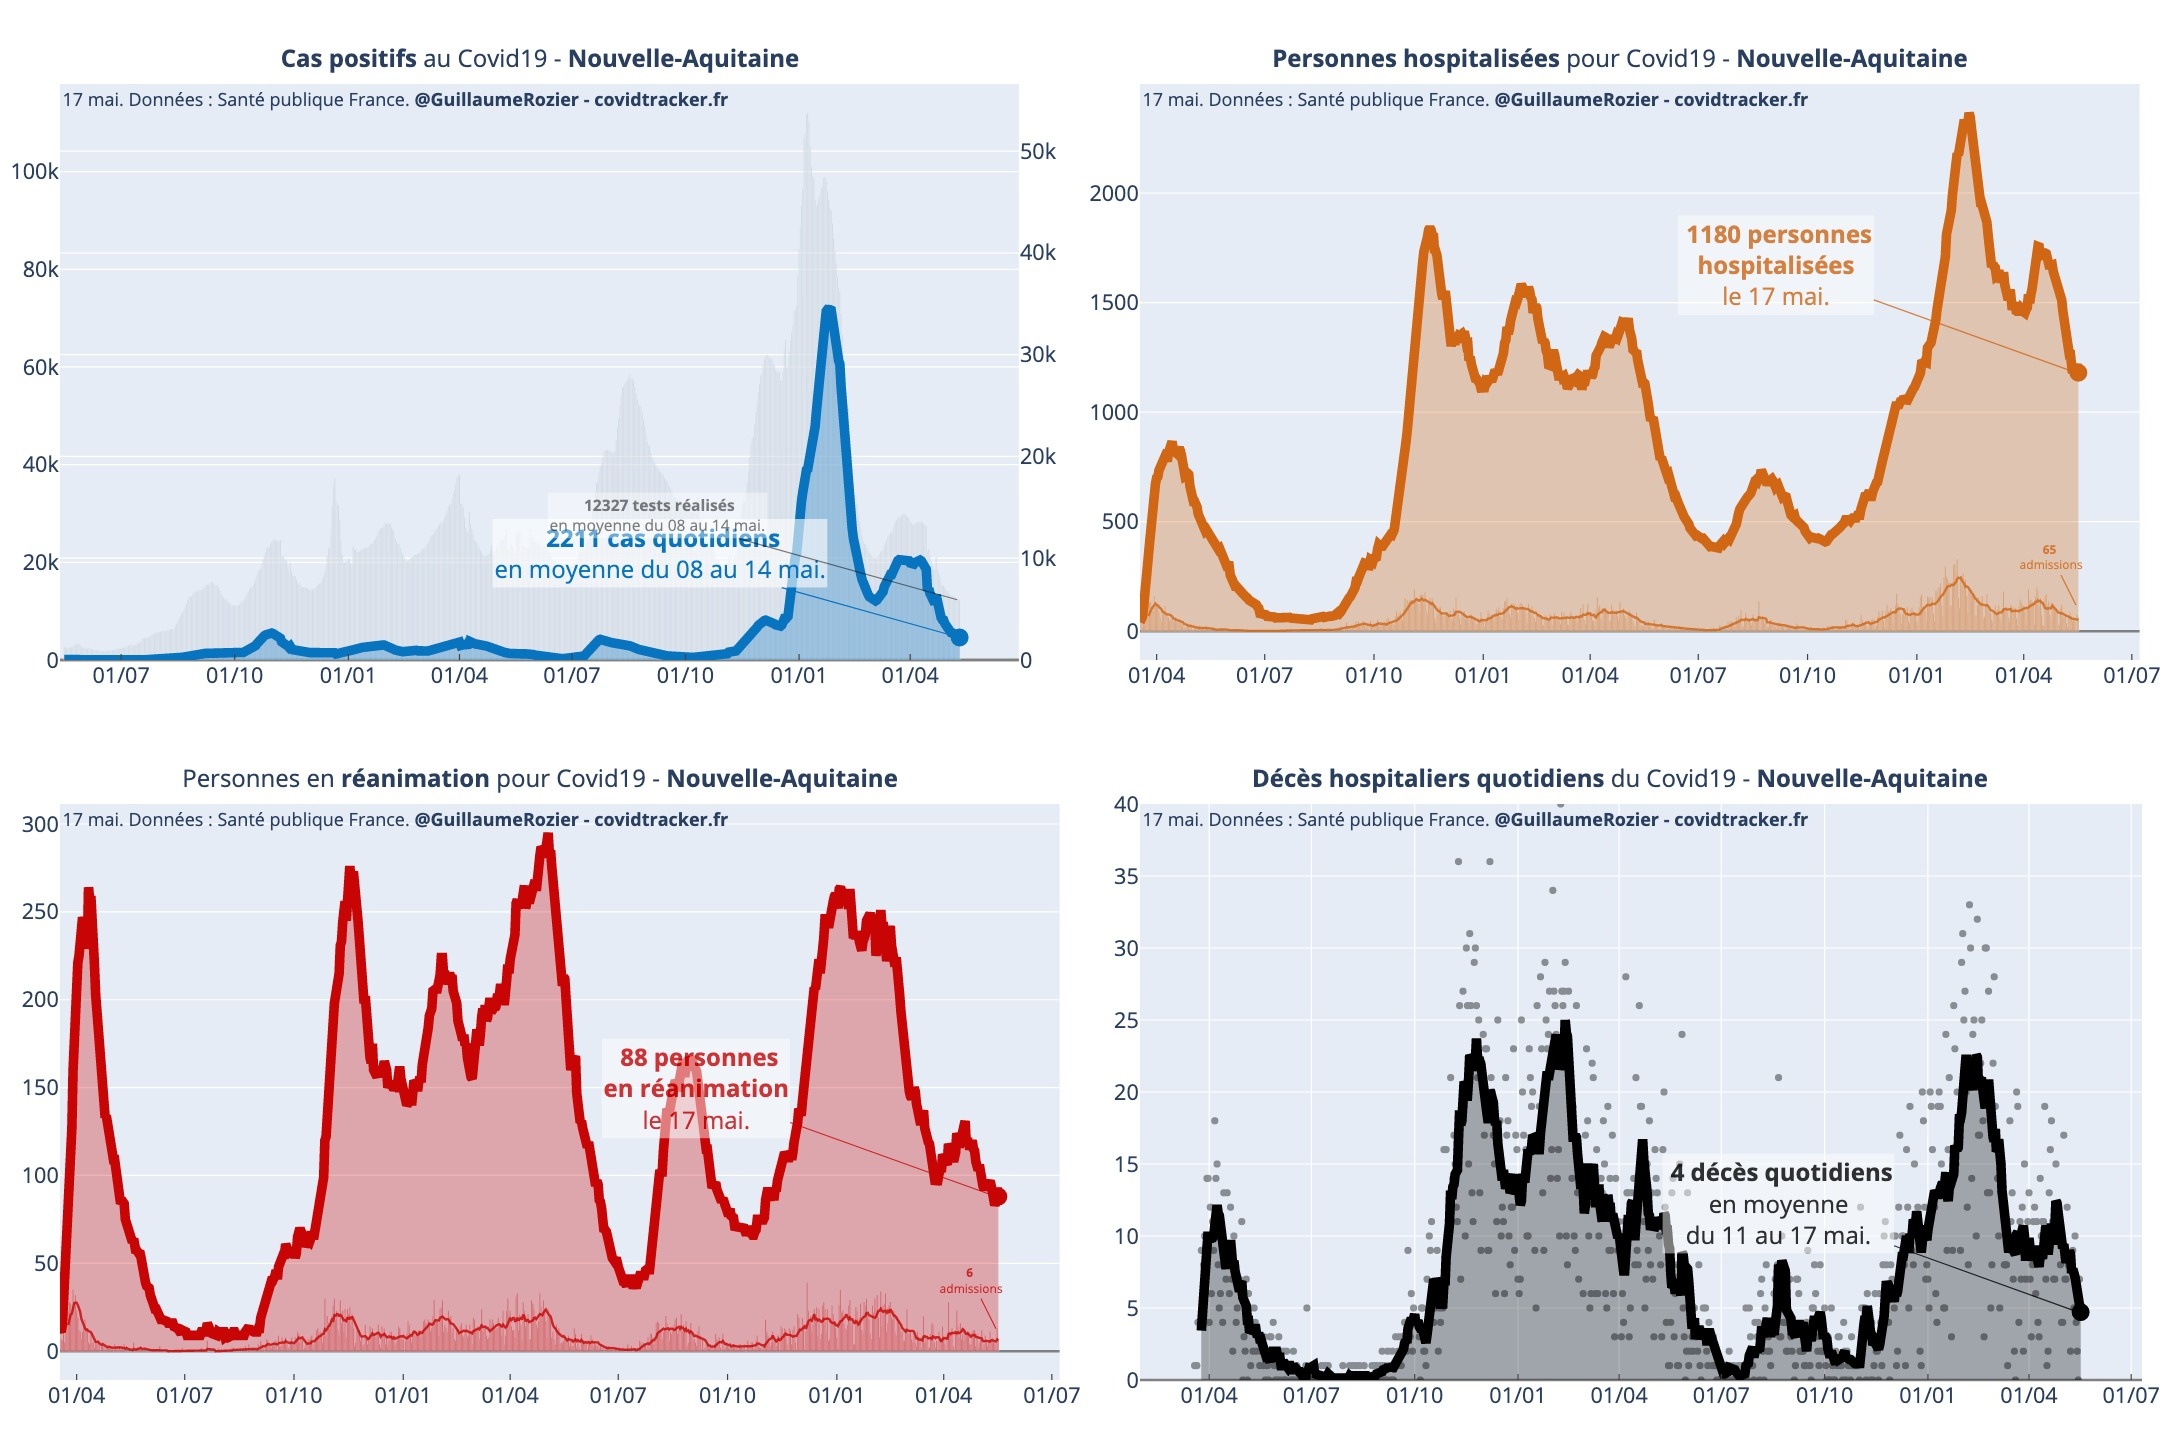 Cas positifs au Covid19 - Nouvelle-Aquitaine
17 mai. Données : Santé publique France. @GuillaumeRozier - covidtracker.fr
100k
80k
60k
40k
20k
0
50k
40k
30k
20k
10k
0
12327 tests réalisés
en moyenne du 08 au 14 mai.
2211 cas quotidiens
en moyenne du 08 au 14 mai.
01/07 01/10 01/01 01/04 01/07 01/10 01/01 01/04
Personnes hospitalisées pour Covid19 - Nouvelle-Aquitaine
17 mai. Données : Santé publique France. @GuillaumeRozier - covidtracker.fr
2000
1500
1000
500
0
1180 personnes
hospitalisées
le 17 mai.
65
admissions
01/04 01/07 01/10 01/01 01/04 01/07 01/10 01/01 01/04 01/07
Personnes en réanimation pour Covid19 - Nouvelle-Aquitaine
17 mai. Données : Santé publique France. @GuillaumeRozier - covidtracker.fr
300
250
200
150
100
50
0
88 personnes
en réanimation
le 17 mai.
6
admissions
01/04 01/07 01/10 01/01 01/04 01/07 01/10 01/01 01/04 01/07
Décès hospitaliers quotidiens du Covid19 - Nouvelle-Aquitaine
17 mai. Données : Santé publique France. @GuillaumeRozier - covidtracker.fr
40
35
30
25
20
15
10
5
0
4 décès quotidiens
en moyenne
du 11 au 17 mai.
01/04 01/07 01/10 01/01 01/04 01/07 01/10 01/01 01/04 01/07